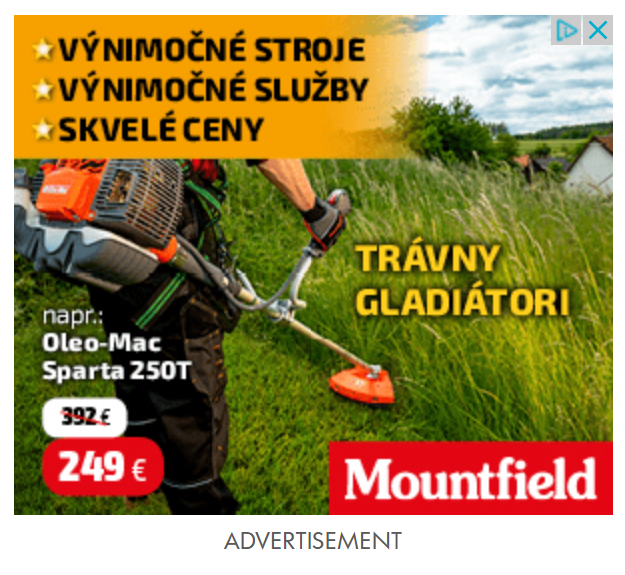 VÝNIMOČNÉ STROJE
VÝNIMOČNÉ SLUŽBY
SKVELÉ CENY
TRÁVNY
GLADIÁTORI
napr.:
Oleo-Mac
Sparta 250T
392 €
249 €
Mountfield
ADVERTISEMENT